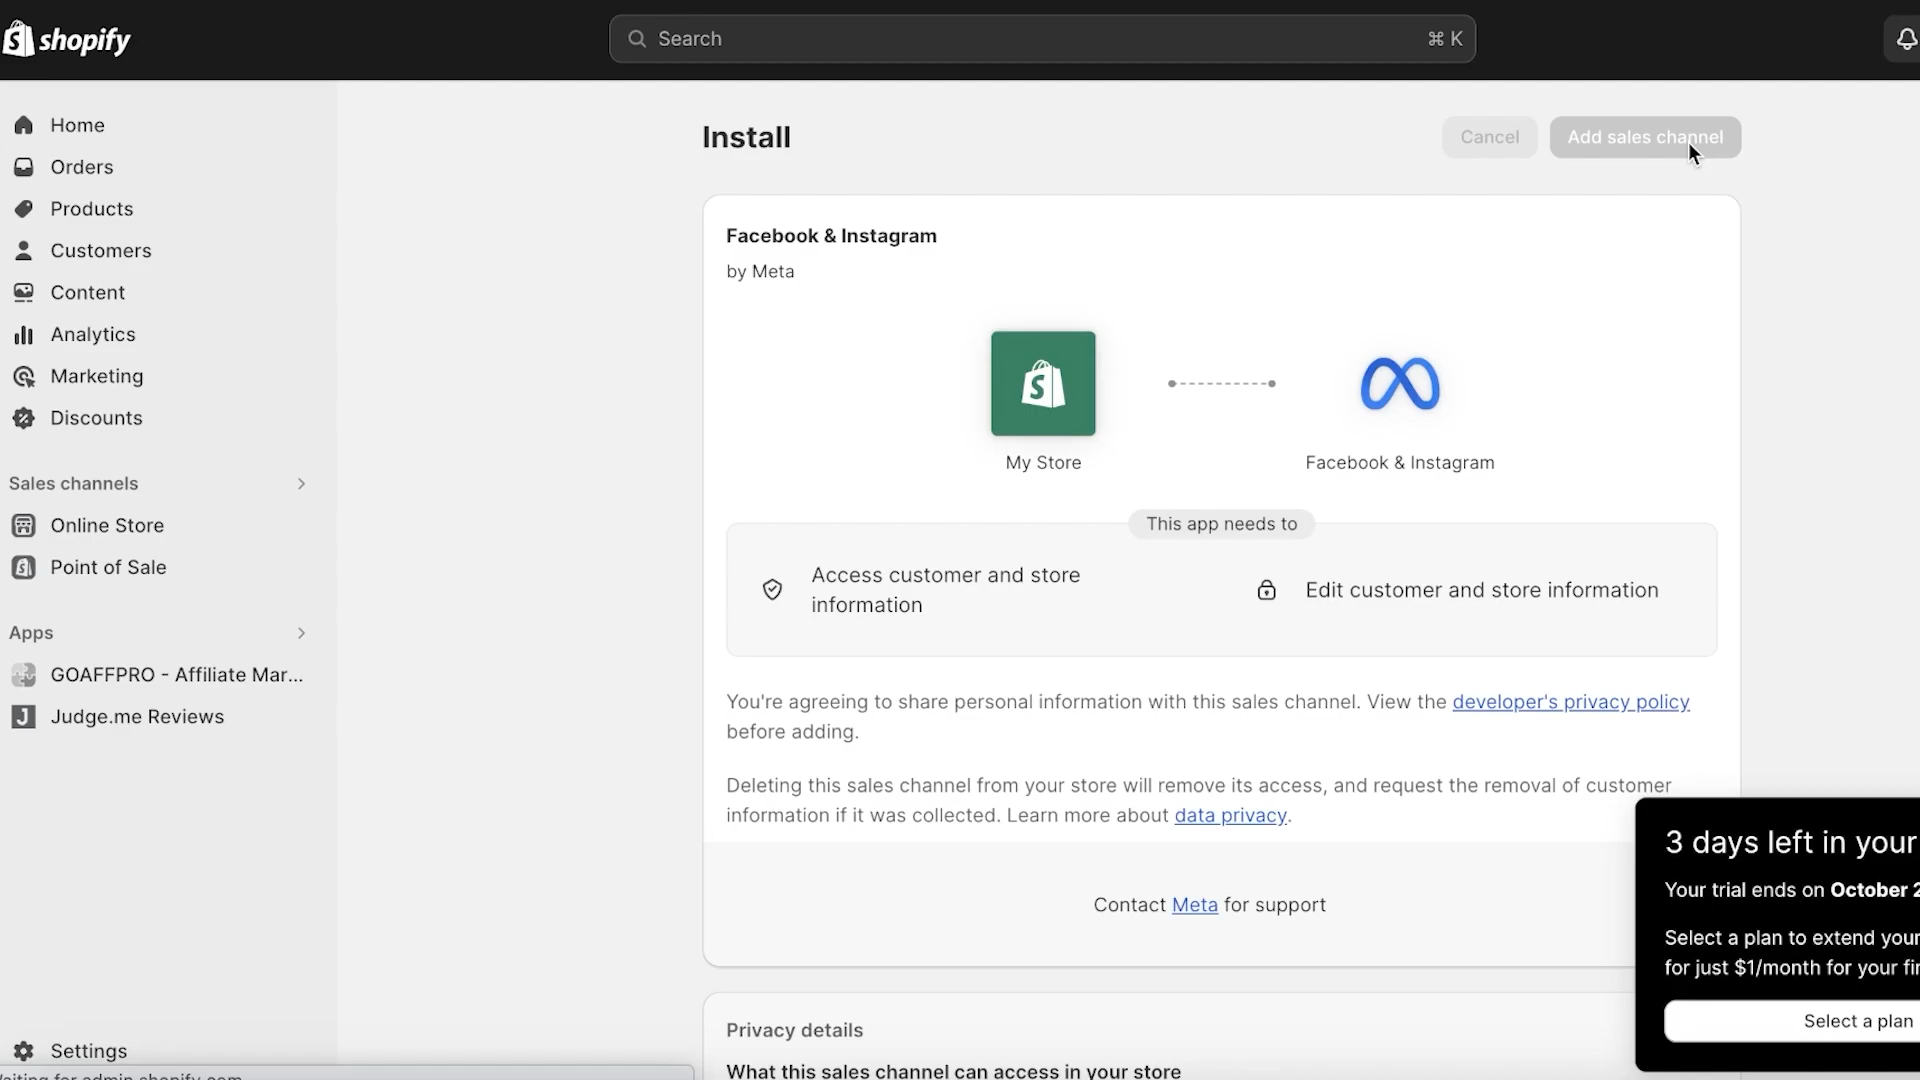 shopify
Search
⌘ K
Home
Orders
Products
Customers
Content
Analytics
Marketing
Discounts
Sales channels
Online Store
Point of Sale
Apps
GOAFFPRO - Affiliate Mar...
Judge.me Reviews
Settings
Install
Cancel
Add sales channel
Facebook & Instagram
by Meta
My Store
Facebook & Instagram
This app needs to
Access customer and store
information
Edit customer and store information
You're agreeing to share personal information with this sales channel. View the developer's privacy policy
before adding.
Deleting this sales channel from your store will remove its access, and request the removal of customer
information if it was collected. Learn more about data privacy.
Contact Meta for support
Privacy details
What this sales channel can access in your store
3 days left in your
Your trial ends on October
Select a plan to extend your
for just $1/month for your
Select a plan
for admin.shopify.com